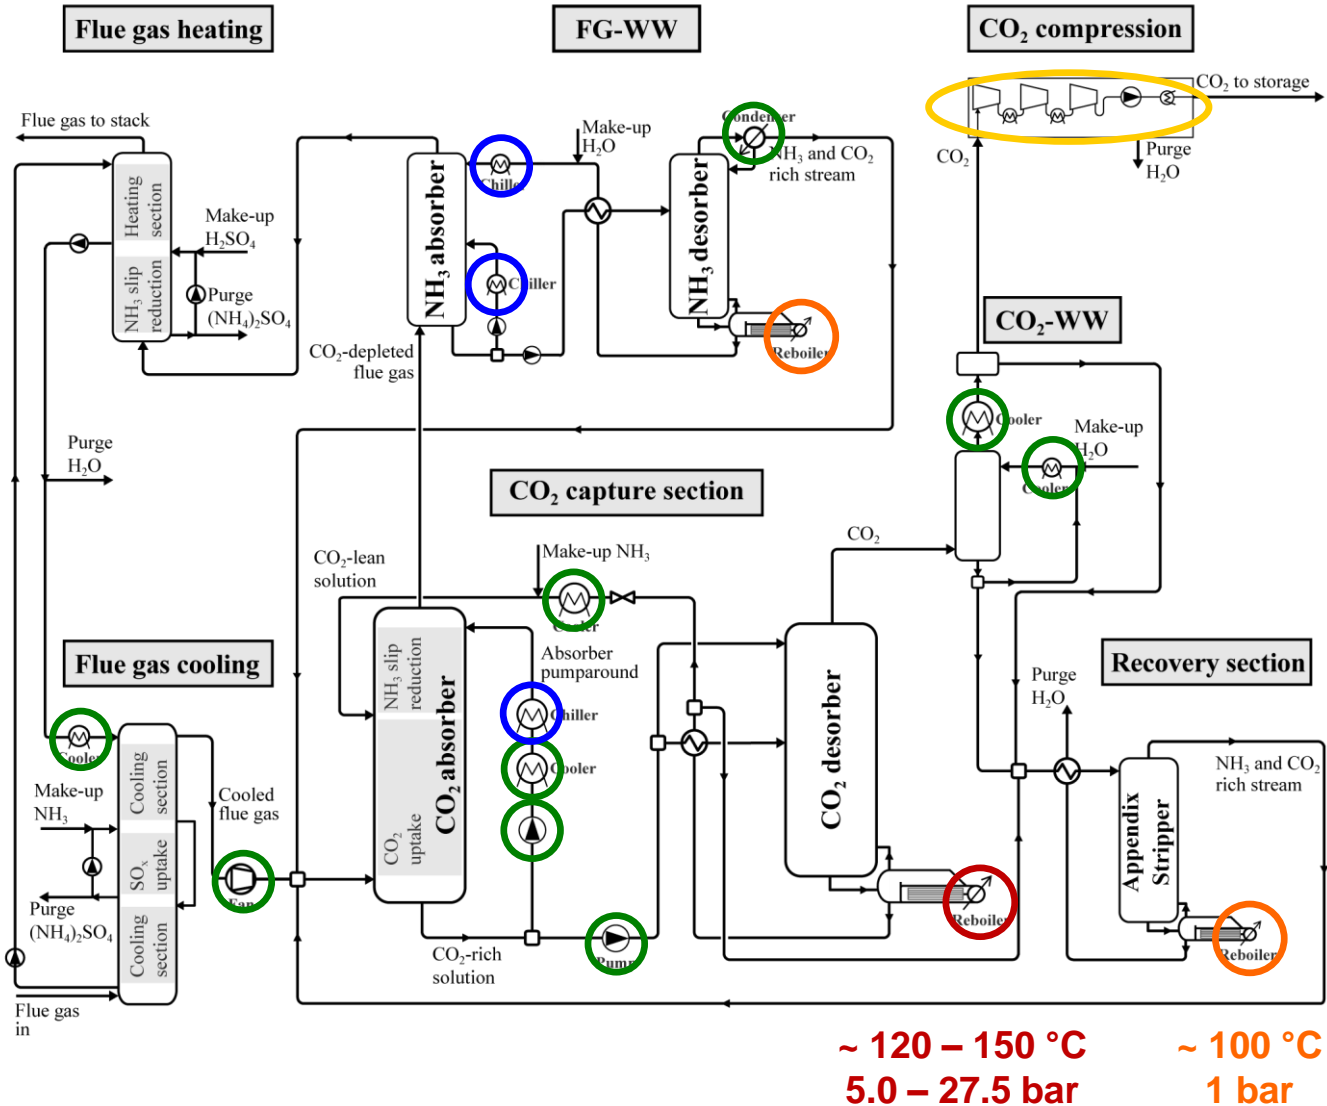 Flue gas heating
FG-WW
CO₂ compression
CO₂ to storage
Flue gas to stack
Make-up
H₂O
Condenser
NH₃ and CO₂
rich stream
CO₂
Purge
H₂O
Heating
section
NH₃ slip
reduction
Make-up
H₂SO₄
Purge
(NH₄)₂SO₄
NH₃ absorber
Chiller
Chiller
NH₃ desorber
Reboiler
CO₂-depleted
flue gas
CO₂-WW
Cooler
Make-up
H₂O
Cooler
Purge
H₂O
CO₂ capture section
CO₂-lean
solution
Make-up NH₃
Cooler
CO₂
Absorber
pumparound
Flue gas cooling
Recovery section
NH₃ slip
reduction
CO₂
uptake
CO₂ absorber
Chiller
Cooler
CO₂ desorber
Reboiler
Purge
H₂O
NH₃ and CO₂
rich stream
Appendix
Stripper
Reboiler
Cooler
Make-up
NH₃
Cooling
section
SOₓ
uptake
Cooling
section
Cooled
flue gas
Fan
Purge
(NH₄)₂SO₄
CO₂-rich
solution
Pump
Flue gas
in
~ 120 – 150 °C
5.0 – 27.5 bar
~ 100 °C
1 bar